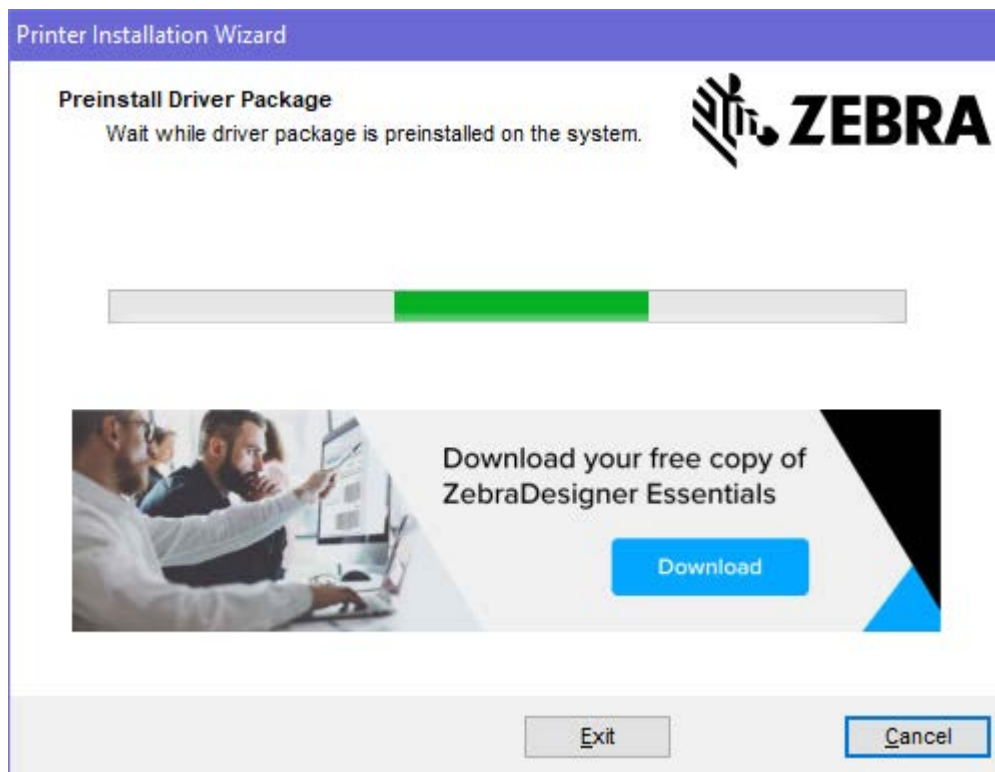 Printer Installation Wizard
Preinstall Driver Package
Wait while driver package is preinstalled on the system.
ZEBRA
Download your free copy of
ZebraDesigner Essentials
Download
Exit
Cancel